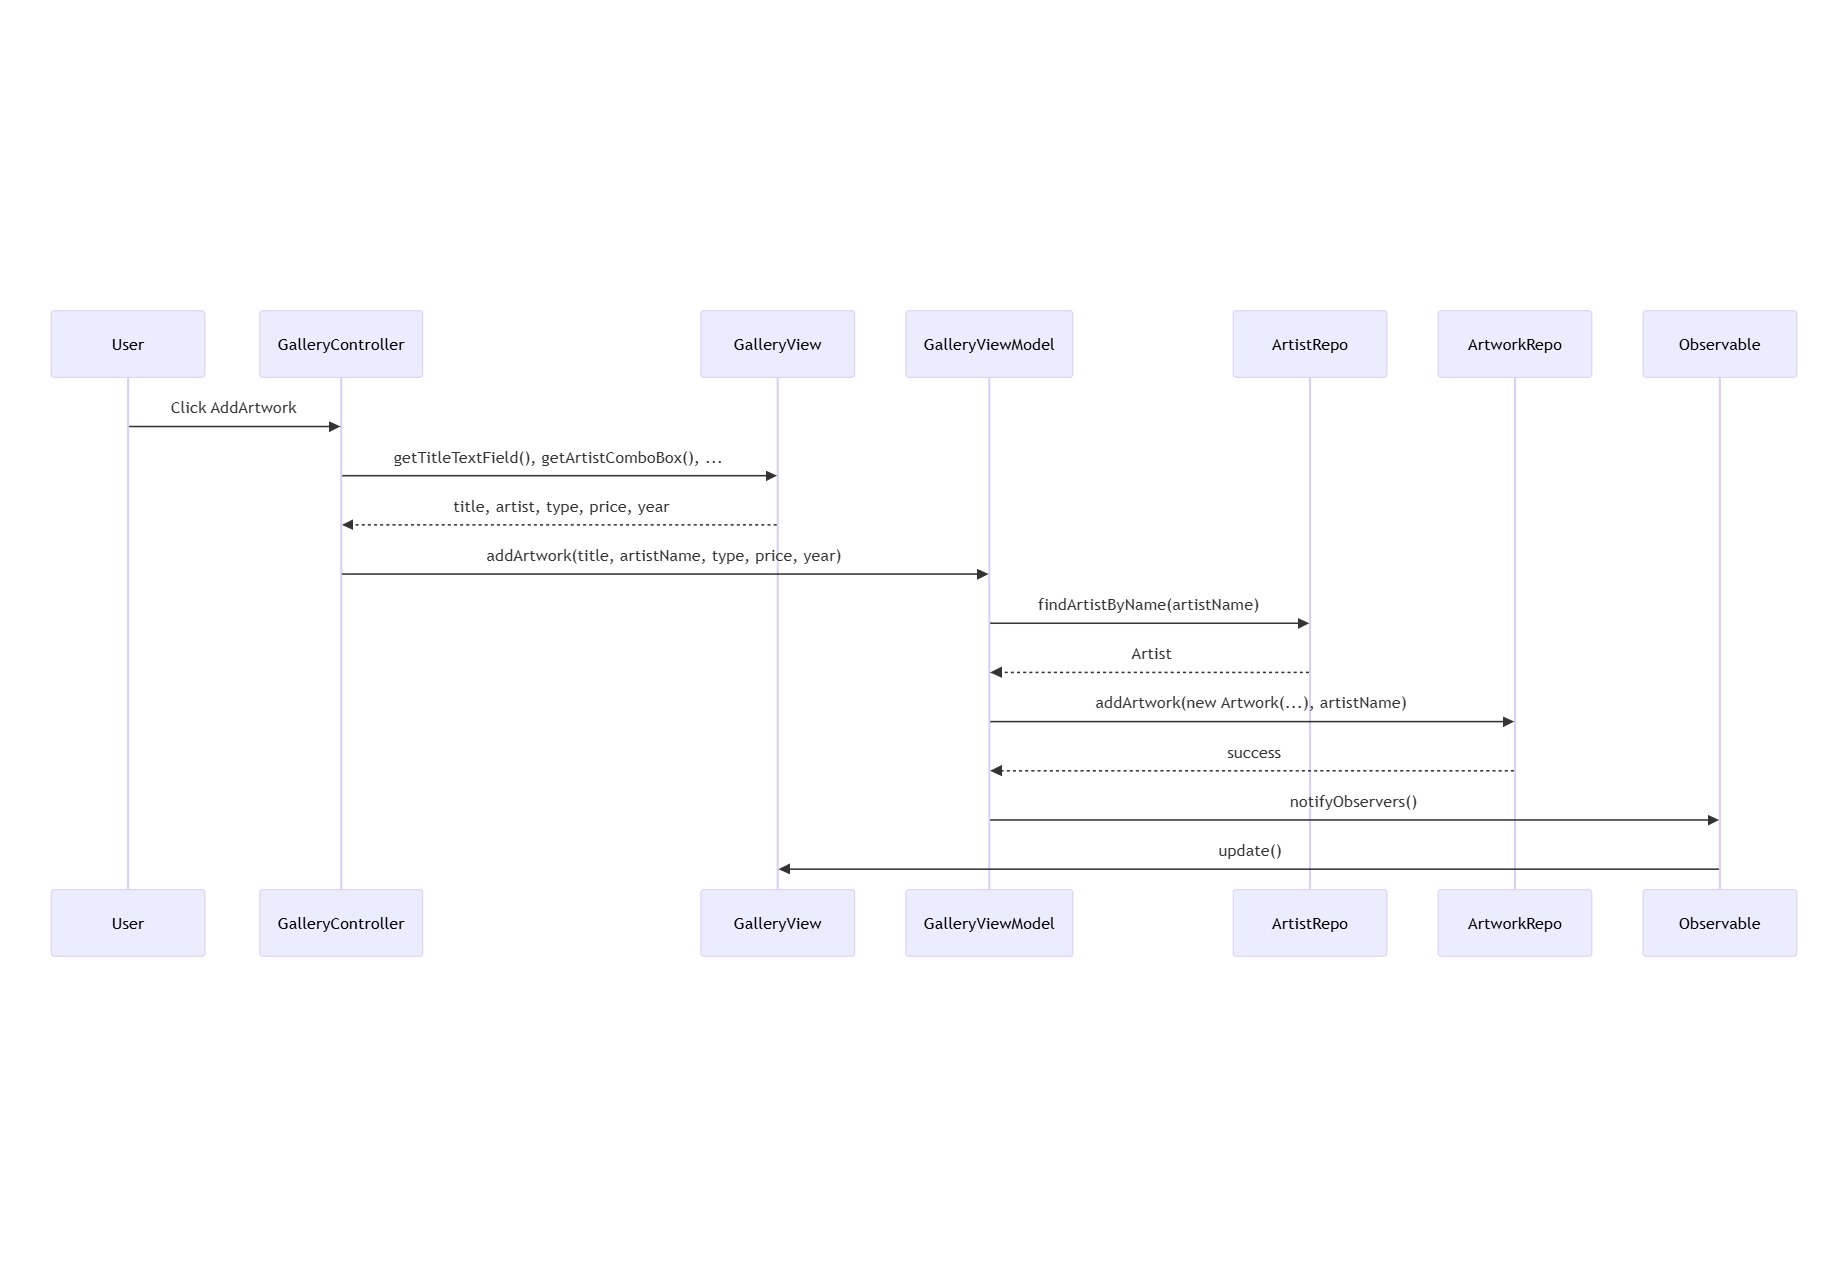 User
GalleryController
GalleryView
GalleryViewModel
ArtistRepo
ArtworkRepo
Observable
Click AddArtwork
getTitleTextField(), getArtistComboBox(), ...
title, artist, type, price, year
addArtwork(title, artistName, type, price, year)
findArtistByName(artistName)
Artist
addArtwork(new Artwork(...), artistName)
success
notifyObservers()
update()
User
GalleryController
GalleryView
GalleryViewModel
ArtistRepo
ArtworkRepo
Observable